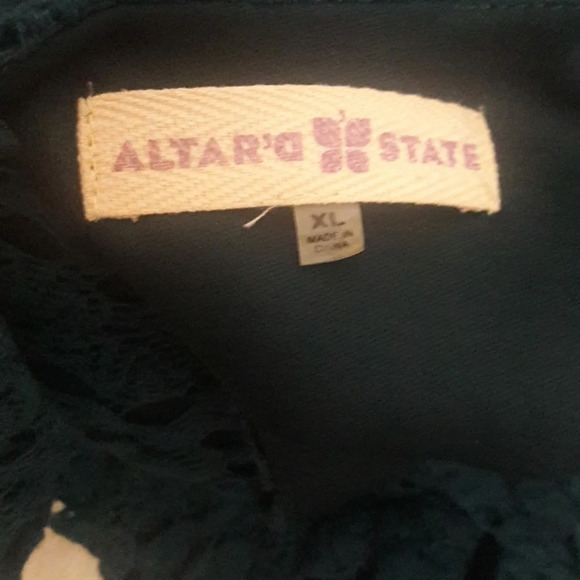 ALTAR'D STATE
XL
MADE IN
CHINA